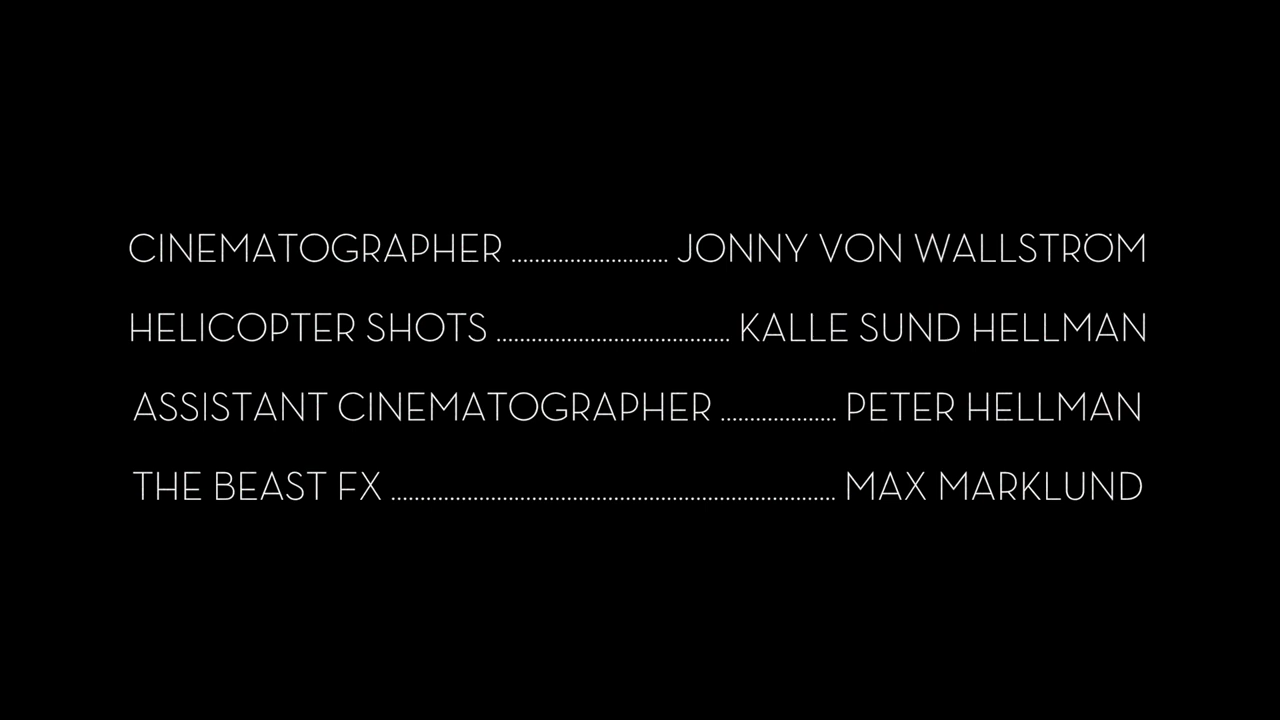 CINEMATOGRAPHER ........................... JONNY VON WALLSTRÖM
HELICOPTER SHOTS ........................................ KALLE SUND HELLMAN
ASSISTANT CINEMATOGRAPHER .................... PETER HELLMAN
THE BEAST FX ............................................................................ MAX MARKLUND